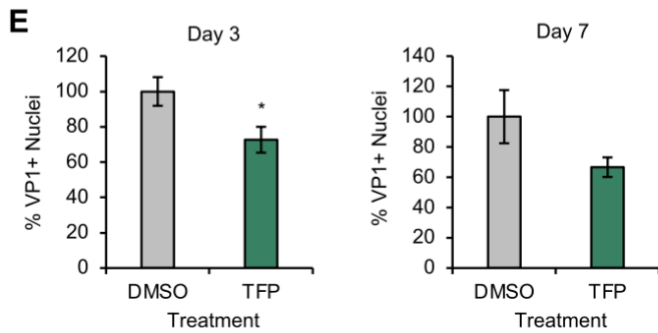 E
Day 3
% VP1+ Nuclei
120
100
80
60
40
20
0
*
DMSO
TFP
Treatment
Day 7
% VP1+ Nuclei
140
120
100
80
60
40
20
0
DMSO
TFP
Treatment